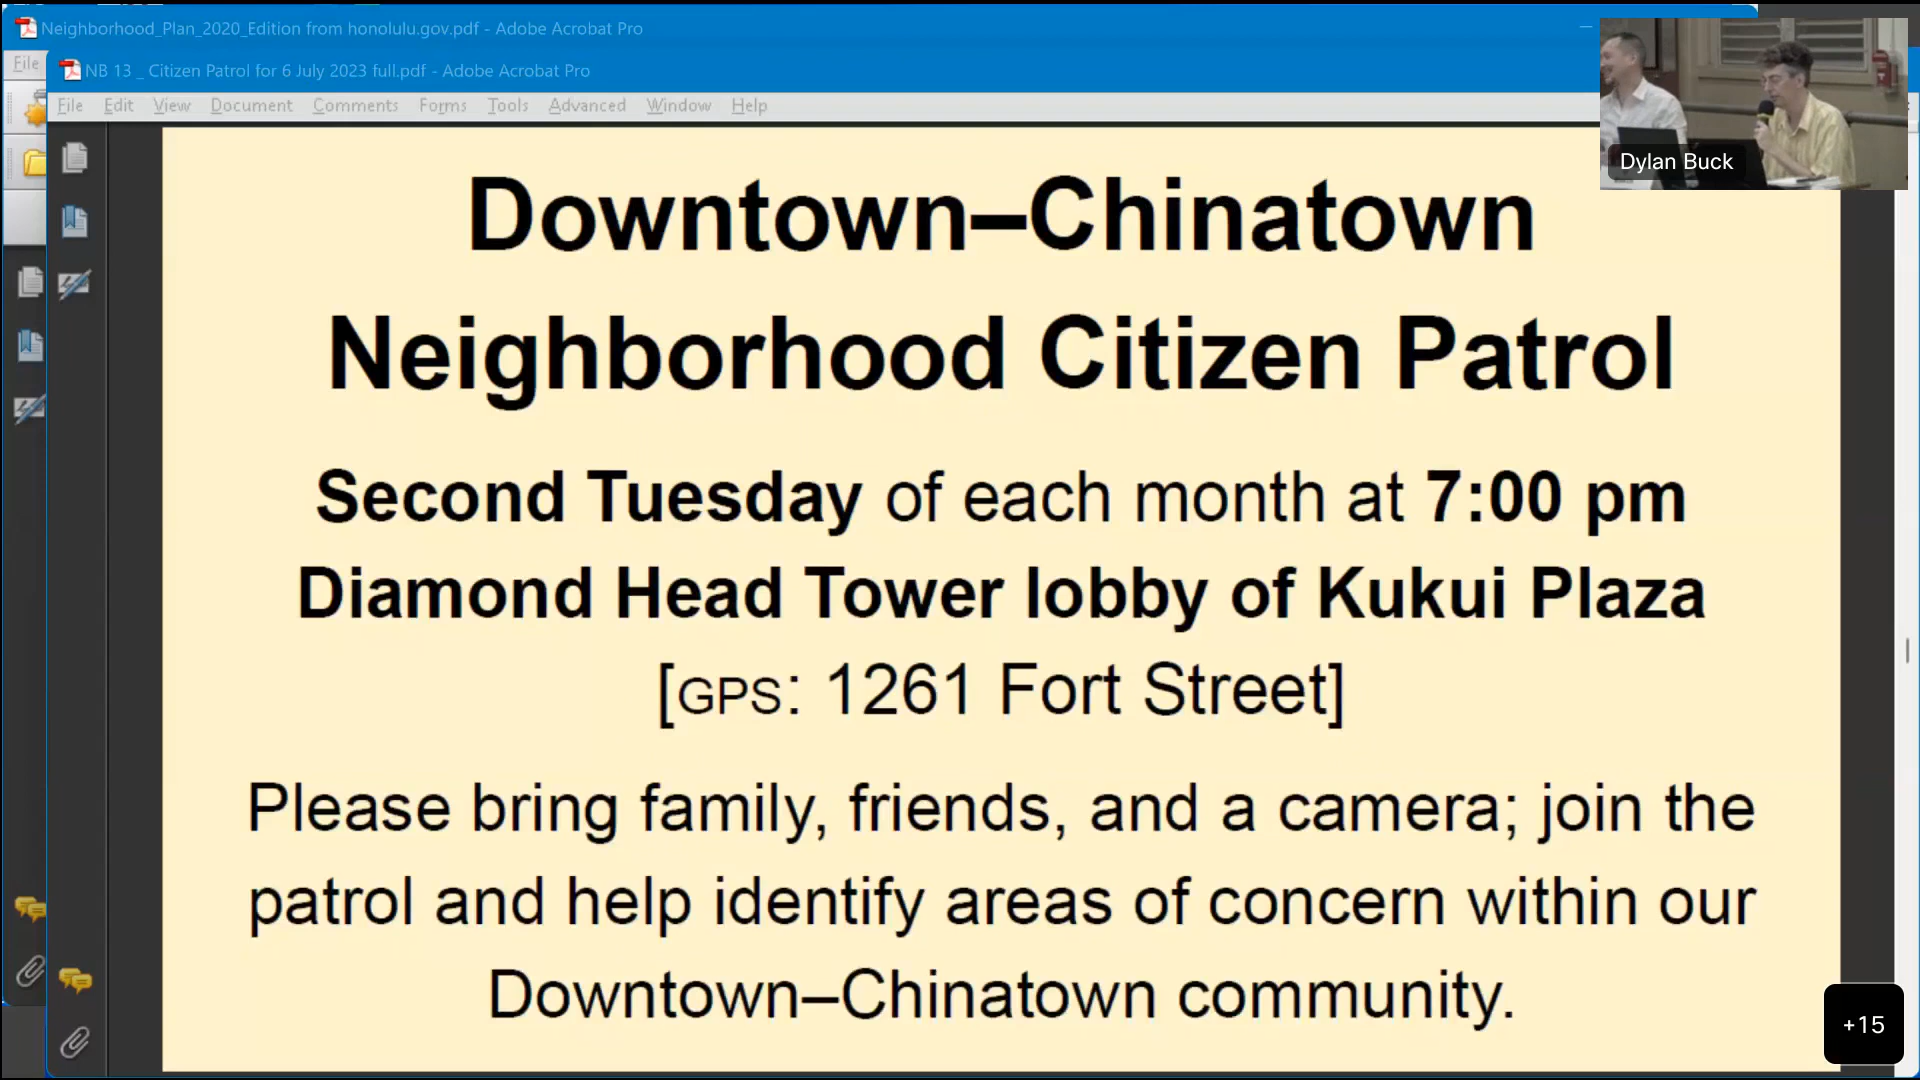 Neighborhood_Plan_2020_Edition from honolulu.gov.pdf - Adobe Acrobat Pro
File
NB 13 _ Citizen Patrol for 6 July 2023 full.pdf - Adobe Acrobat Pro
File Edit View Document Comments Forms Tools Advanced Window Help
Dylan Buck
Downtown–Chinatown
Neighborhood Citizen Patrol
Second Tuesday of each month at 7:00 pm
Diamond Head Tower lobby of Kukui Plaza
[GPS: 1261 Fort Street]
Please bring family, friends, and a camera; join the
patrol and help identify areas of concern within our
Downtown–Chinatown community.
+15